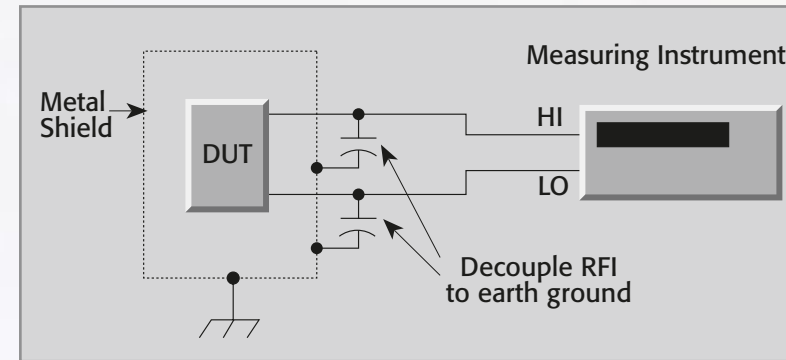 Measuring Instrument
Metal
Shield
DUT
HI
LO
Decouple RFI
to earth ground